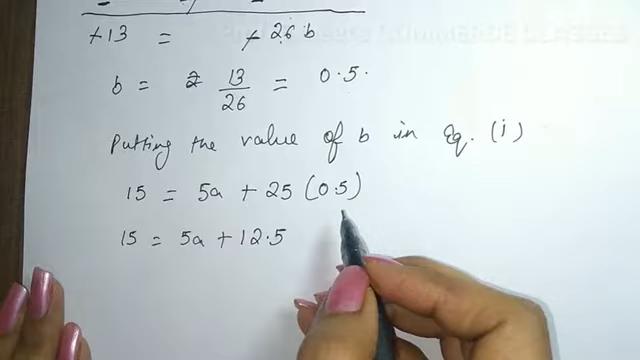 +13 = + 26 b
b = 13/26 = 0.5.
Putting the value of b in Eq. (i)
15 = 5a + 25 (0.5)
15 = 5a + 12.5